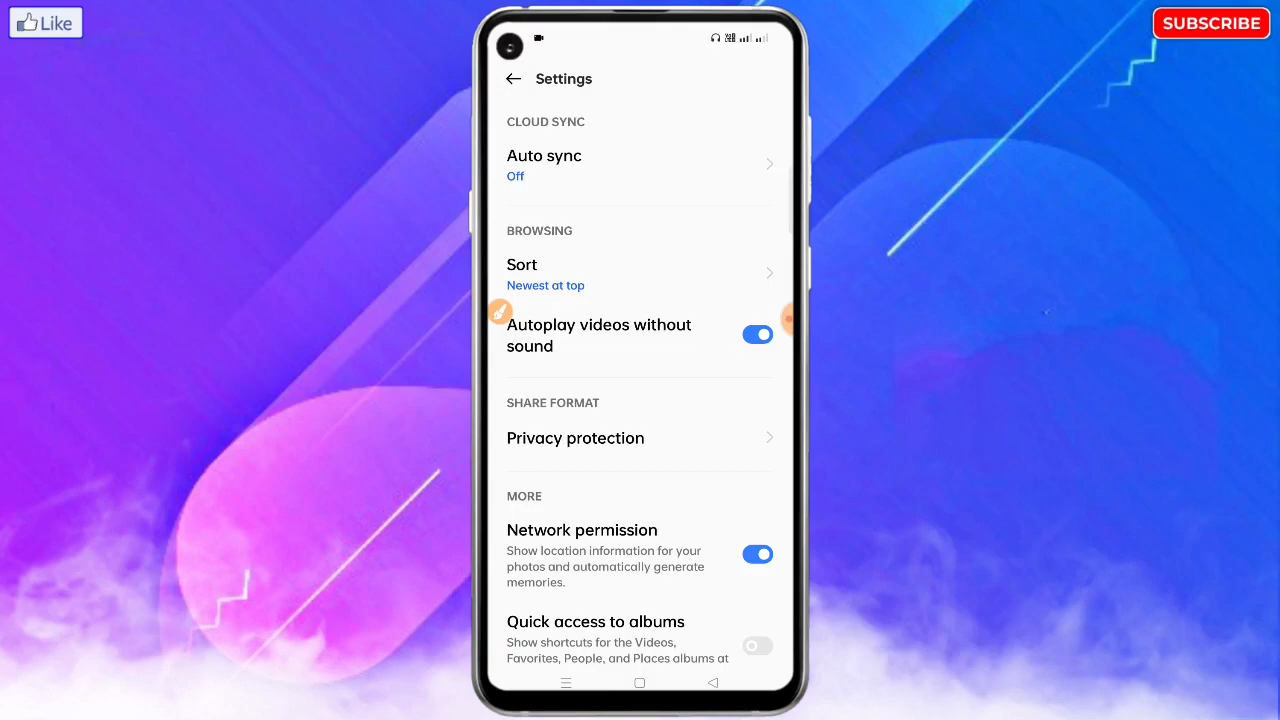 Like
SUBSCRIBE
Settings
CLOUD SYNC
Auto sync
Off
BROWSING
Sort
Newest at top
Autoplay videos without
sound
SHARE FORMAT
Privacy protection
MORE
Network permission
Show location information for your
photos and automatically generate
memories.
Quick access to albums
Show shortcuts for the Videos,
Favorites, People, and Places albums at